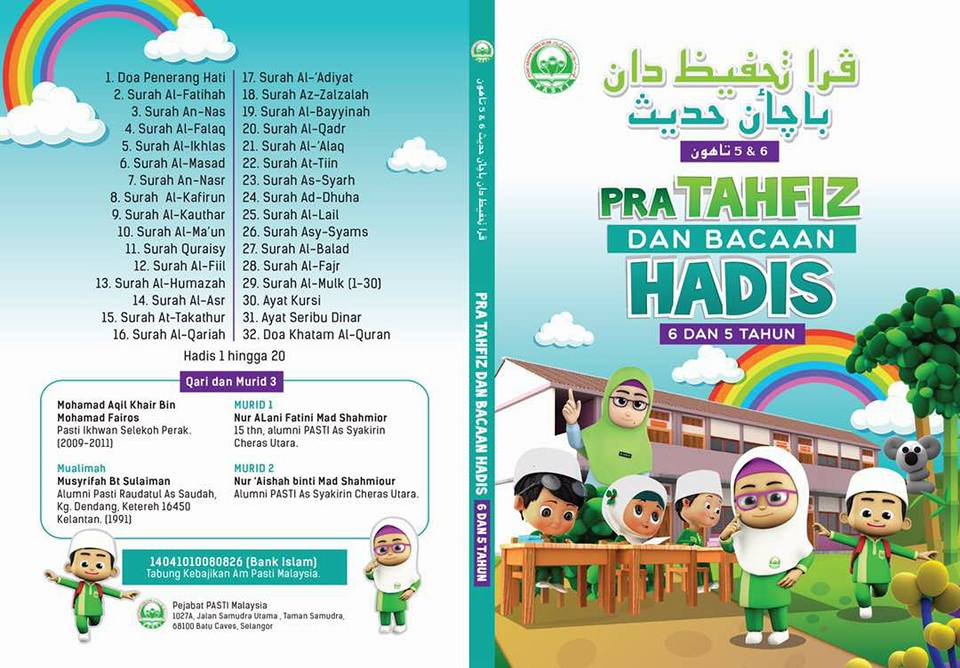 1. Doa Penerang Hati
2. Surah Al-Fatihah
3. Surah An-Nas
4. Surah Al-Falaq
5. Surah Al-Ikhlas
6. Surah Al-Masad
7. Surah An-Nasr
8. Surah Al-Kafirun
9. Surah Al-Kauthar
10. Surah Al-Ma'un
11. Surah Quraisy
12. Surah Al-Fiil
13. Surah Al-Humazah
14. Surah Al-Asr
15. Surah At-Takathur
16. Surah Al-Qariah
17. Surah Al-'Adiyat
18. Surah Az-Zalzalah
19. Surah Al-Bayyinah
20. Surah Al-Qadr
21. Surah Al-'Alaq
22. Surah At-Tiin
23. Surah As-Syarh
24. Surah Ad-Dhuha
25. Surah Al-Lail
26. Surah Asy-Syams
27. Surah Al-Balad
28. Surah Al-Fajr
29. Surah Al-Mulk (1-30)
30. Ayat Kursi
31. Ayat Seribu Dinar
32. Doa Khatam Al-Quran
Hadis 1 hingga 20
Qari dan Murid 3
Mohamad Aqil Khair Bin
Mohamad Fairos
Pasti Ikhwan Selekoh Perak.
(2009-2011)
Mualimah
Musyrifah Bt Sulaiman
Alumni Pasti Raudatul As Saudah,
Kg. Dendang, Ketereh 16450
Kelantan. (1991)
MURID 1
Nur ALani Fatini Mad Shahmior
15 thn, alumni PASTI As Syakirin
Cheras Utara.
MURID 2
Nur 'Aishah binti Mad Shahmiour
Alumni PASTI As Syakirin Cheras Utara.
14041010080826 (Bank Islam)
Tabung Kebajikan Am Pasti Malaysia.
Pejabat PASTI Malaysia
1027A, Jalan Samudra Utama , Taman Samudra,
68100 Batu Caves, Selangor
ڤرا تحفيظ دان باچاٴن حديث 6 & 5 تاهون
PRA TAHFIZ DAN BACAAN HADIS 6 DAN 5 TAHUN
PASTI
ڤرا تحفيظ دان
باچاٴن حديث
6 & 5 تاهون
PRA TAHFIZ
DAN BACAAN
HADIS
6 DAN 5 TAHUN